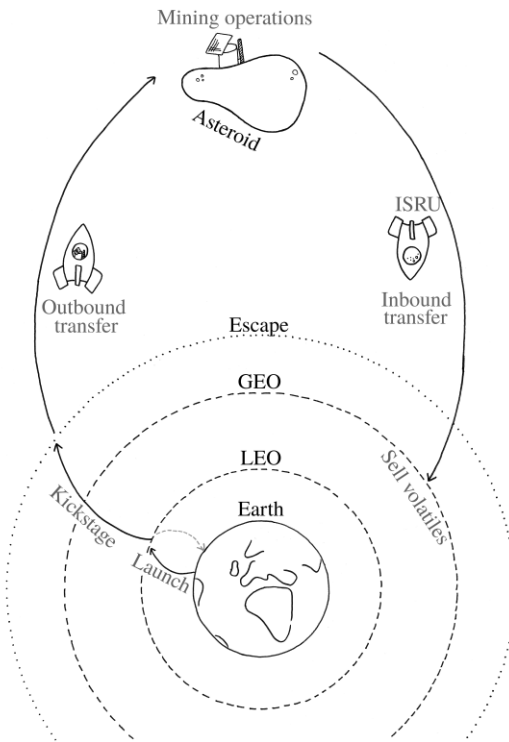 Mining operations
Asteroid
ISRU
Outbound
transfer
Inbound
transfer
Escape
GEO
LEO
Sell volatiles
Kickstage
Earth
Launch